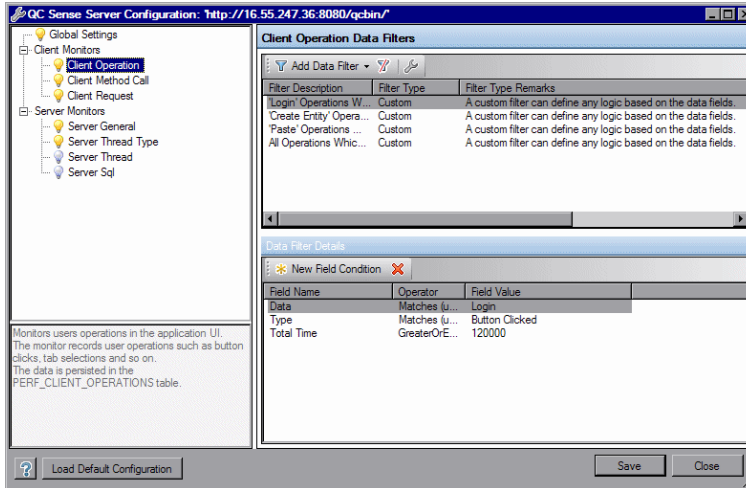 QC Sense Server Configuration: 'http://16.55.247.36:8080/qcbin/'
Global Settings
Client Monitors
Client Operation
Client Method Call
Client Request
Server Monitors
Server General
Server Thread Type
Server Thread
Server Sql
Monitors users operations in the application UI.
The monitor records user operations such as button
clicks, tab selections and so on.
The data is persisted in the
PERF_CLIENT_OPERATIONS table.
Client Operation Data Filters
Add Data Filter
Filter Description Filter Type Filter Type Remarks
'Login' Operations W... Custom A custom filter can define any logic based on the data fields.
'Create Entity' Opera... Custom A custom filter can define any logic based on the data fields.
'Paste' Operations ... Custom A custom filter can define any logic based on the data fields.
All Operations Whic... Custom A custom filter can define any logic based on the data fields.
Data Filter Details
New Field Condition
Field Name Operator Field Value
Data Matches (u... Login
Type Matches (u... Button Clicked
Total Time GreaterOrE... 120000
? Load Default Configuration Save Close